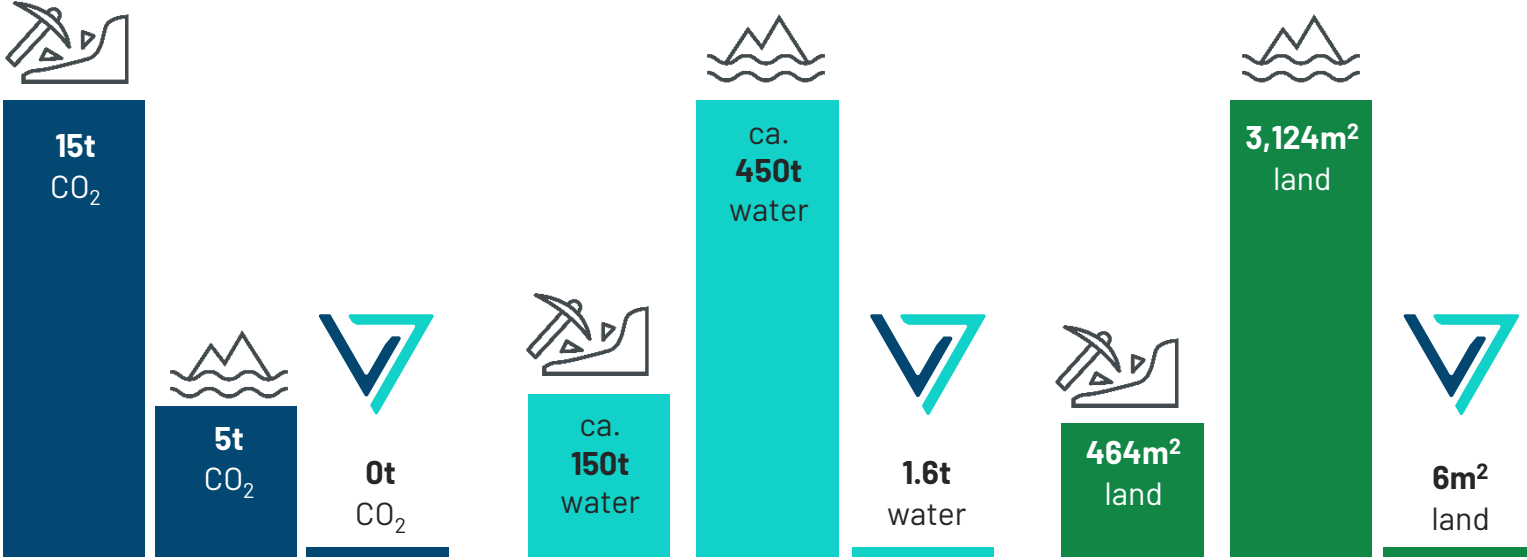 15t
CO₂
5t
CO₂
0t
CO₂
ca.
150t
water
ca.
450t
water
1.6t
water
464m²
land
3,124m²
land
6m²
land